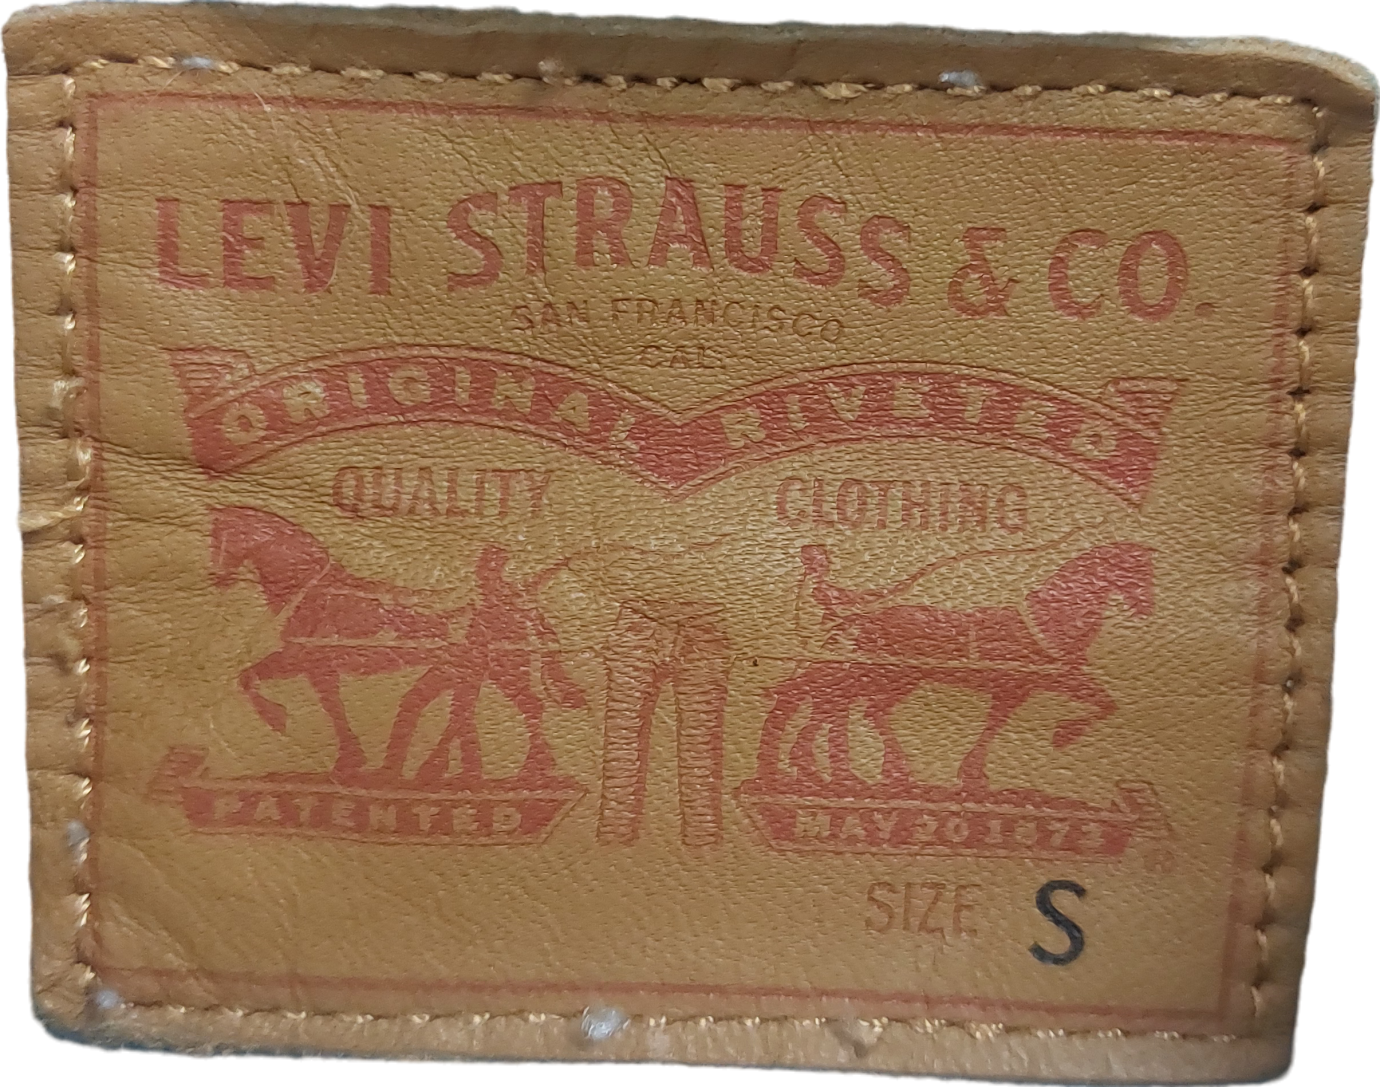 LEVI STRAUSS & CO.
SAN FRANCISCO
CAL.
ORIGINAL RIVETED
QUALITY CLOTHING
PATENTED MAY 20 1873
®
SIZE S